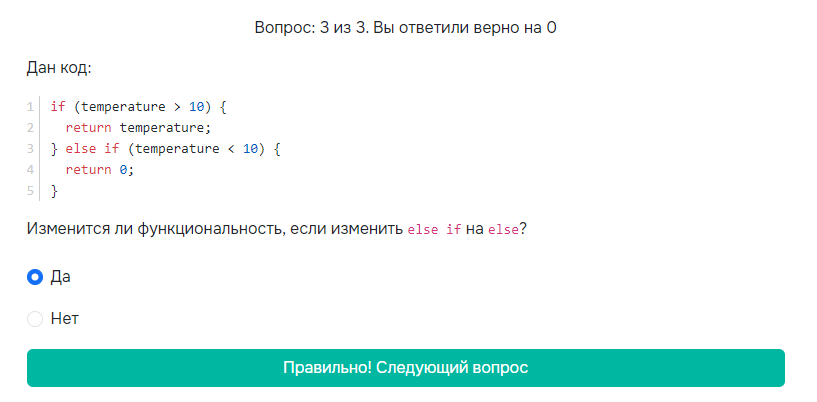 Вопрос: 3 из 3. Вы ответили верно на 0
Дан код:
1 if (temperature > 10) {
2   return temperature;
3 } else if (temperature < 10) {
4   return 0;
5 }
Изменится ли функциональность, если изменить else if на else?
Да
Нет
Правильно! Следующий вопрос